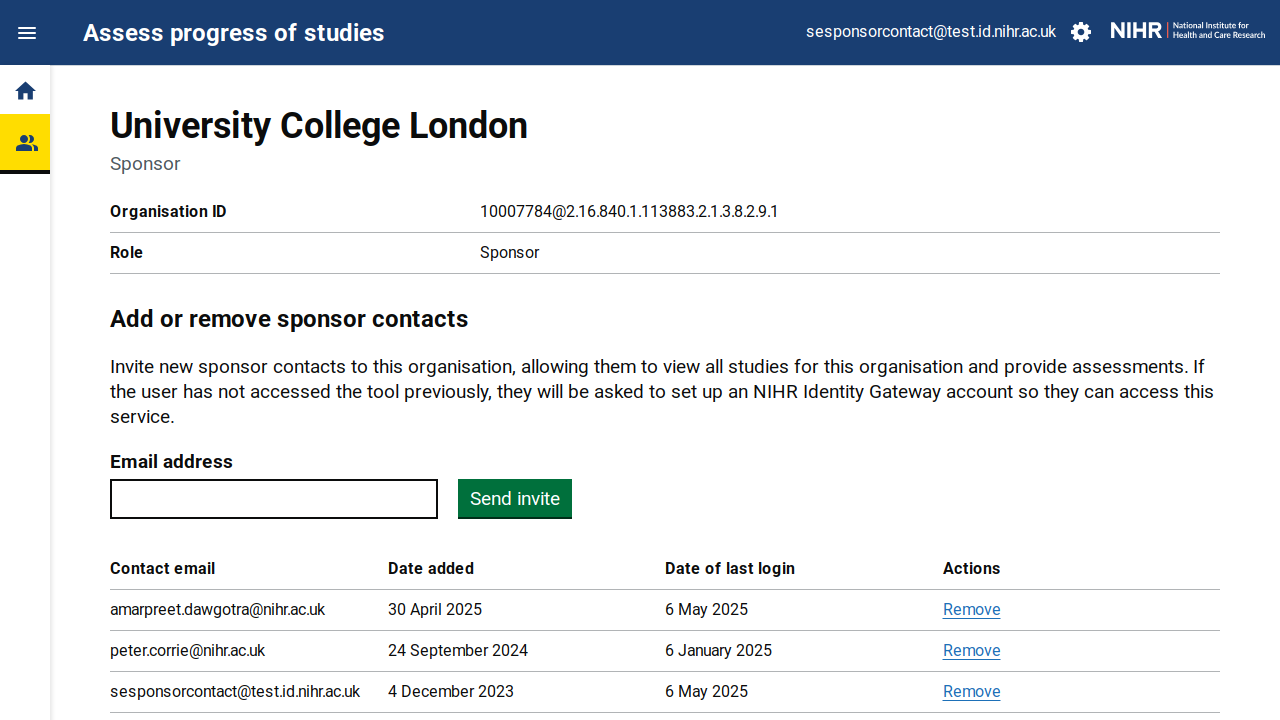 Assess progress of studies
sesponsorcontact@test.id.nihr.ac.uk
NIHR | National Institute for
Health and Care Research
University College London
Sponsor
Organisation ID 10007784@2.16.840.1.113883.2.1.3.8.2.9.1
Role Sponsor
Add or remove sponsor contacts
Invite new sponsor contacts to this organisation, allowing them to view all studies for this organisation and provide assessments. If
the user has not accessed the tool previously, they will be asked to set up an NIHR Identity Gateway account so they can access this
service.
Email address
Send invite
Contact email Date added Date of last login Actions
amarpreet.dawgotra@nihr.ac.uk 30 April 2025 6 May 2025 Remove
peter.corrie@nihr.ac.uk 24 September 2024 6 January 2025 Remove
sesponsorcontact@test.id.nihr.ac.uk 4 December 2023 6 May 2025 Remove